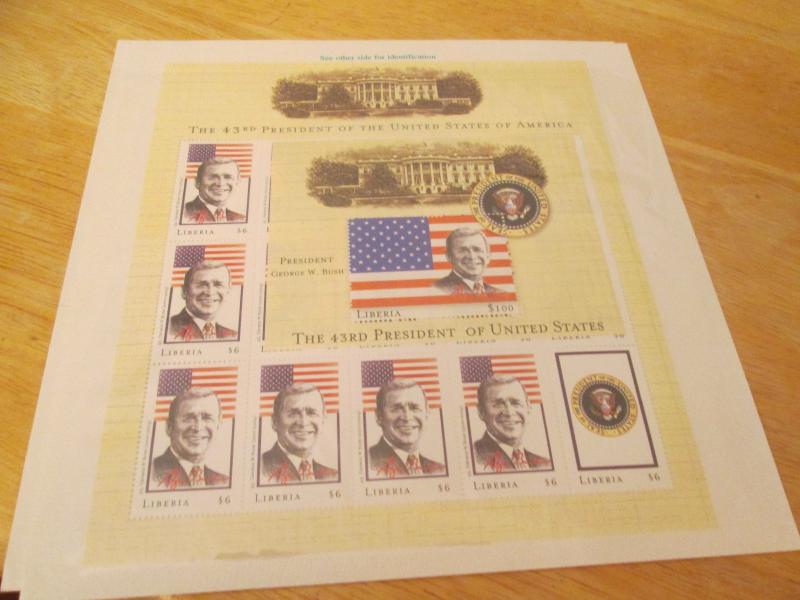 See other side for identification
THE 43RD PRESIDENT OF THE UNITED STATES OF AMERICA
LIBERIA $6
PRESIDENT
GEORGE W. BUSH
LIBERIA $100
THE 43RD PRESIDENT OF UNITED STATES
LIBERIA $6
LIBERIA $6
LIBERIA $6
LIBERIA $6
LIBERIA $6
LIBERIA $6